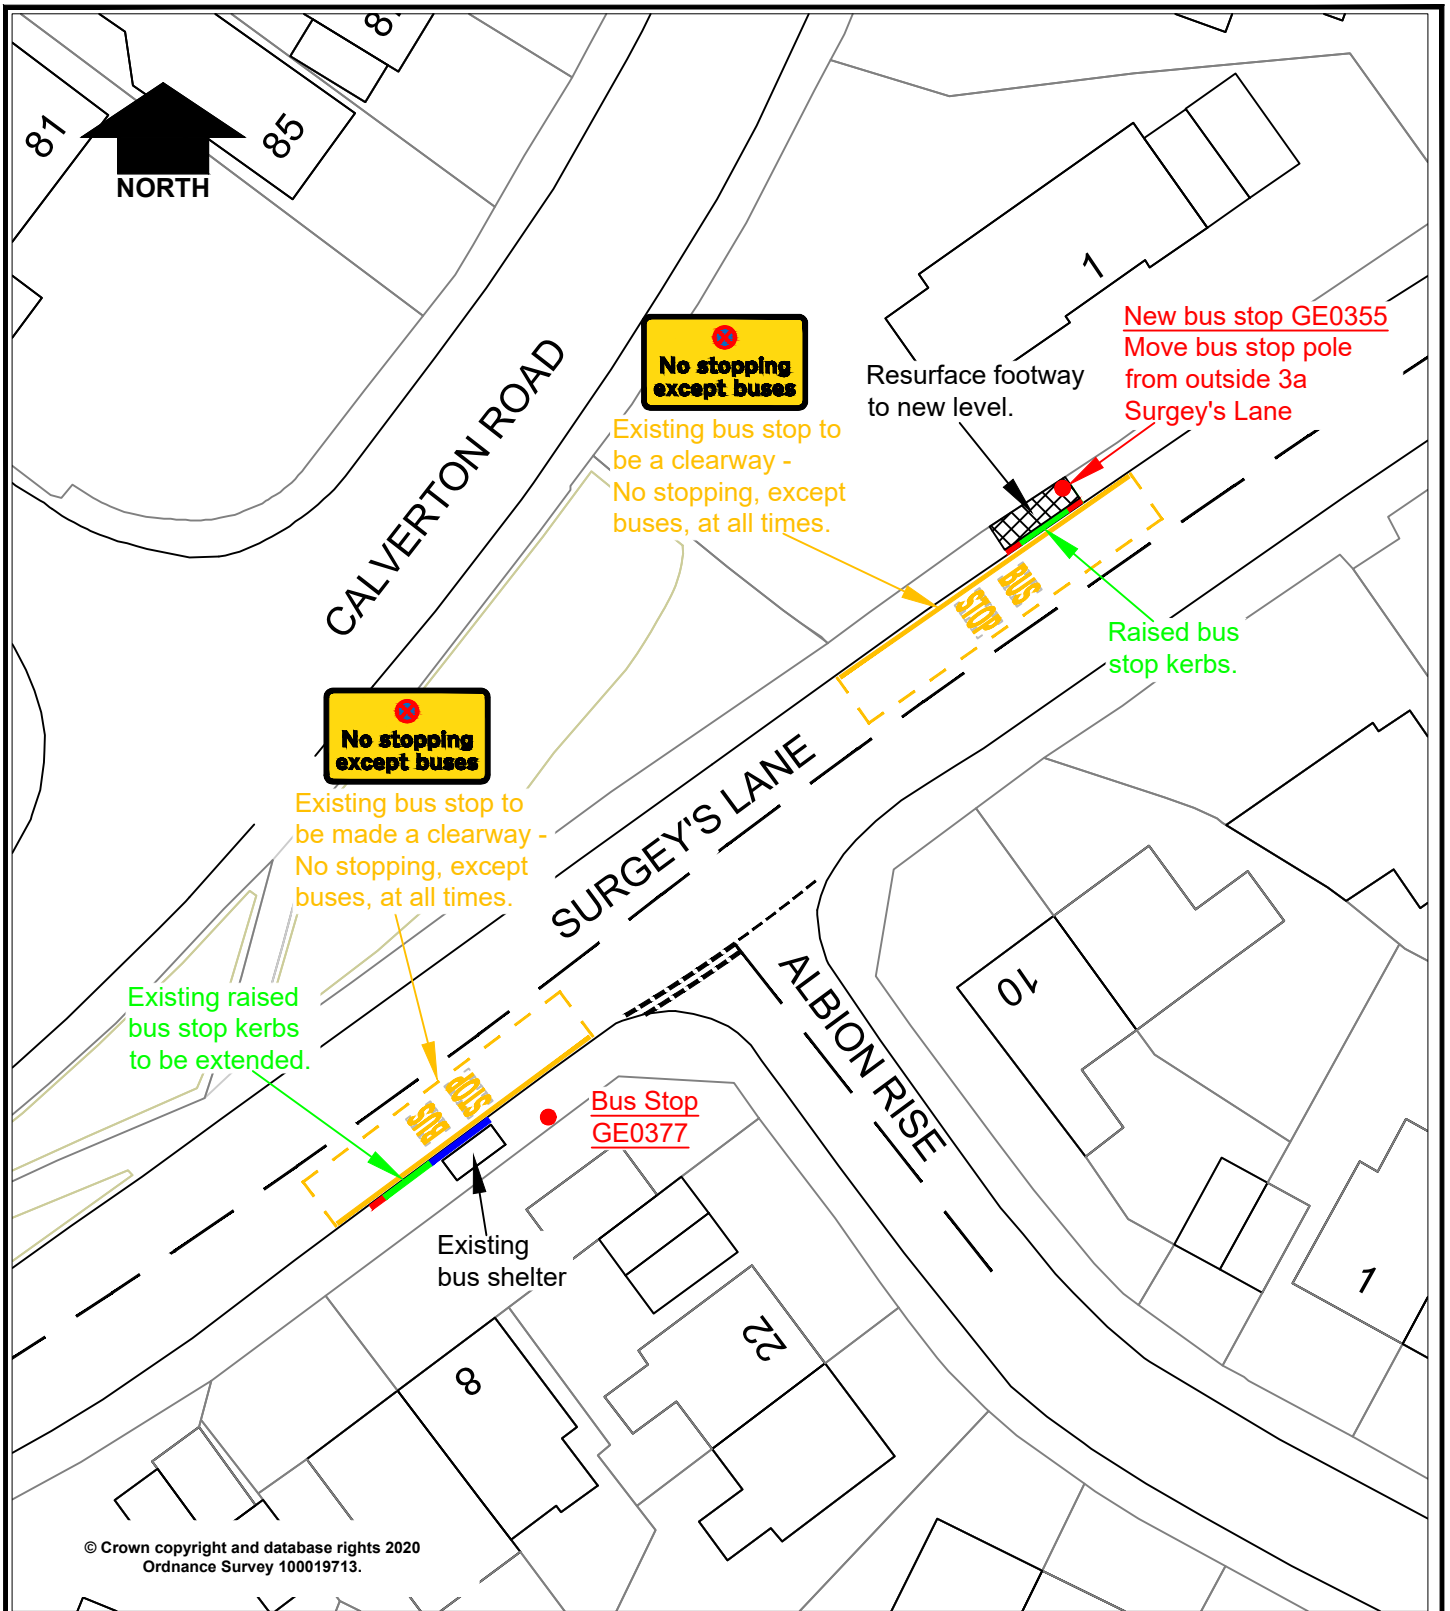 81
85
NORTH
1
New bus stop GE0355
Move bus stop pole
from outside 3a
Surgey's Lane
No stopping
except buses
Resurface footway
to new level.
Existing bus stop to
be a clearway -
No stopping, except
buses, at all times.
CALVERTON ROAD
BUS
STOP
Raised bus
stop kerbs.
No stopping
except buses
Existing bus stop to
be made a clearway -
No stopping, except
buses, at all times.
SURGEY'S LANE
ALBION RISE
10
Existing raised
bus stop kerbs
to be extended.
BUS
STOP
Bus Stop
GE0377
Existing
bus shelter
1
22
8
© Crown copyright and database rights 2020
Ordnance Survey 100019713.